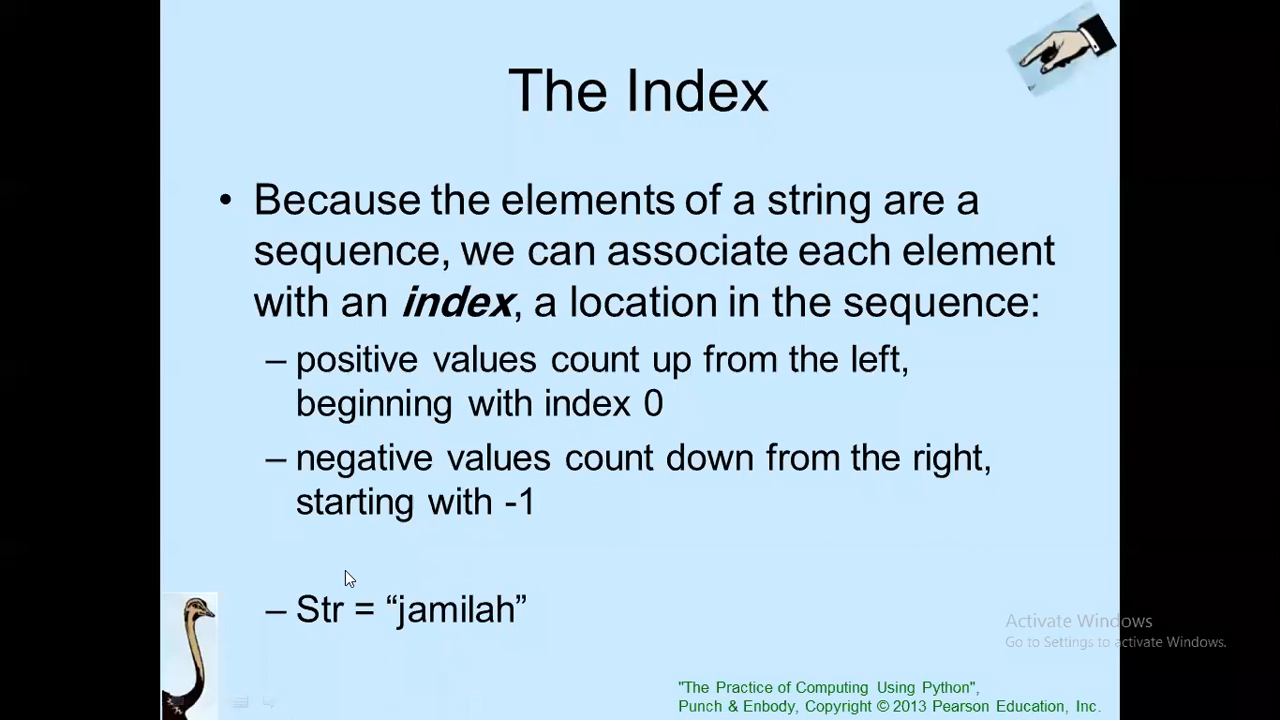 The Index
• Because the elements of a string are a
sequence, we can associate each element
with an index, a location in the sequence:
– positive values count up from the left,
beginning with index 0
– negative values count down from the right,
starting with -1
– Str = “jamilah”
Activate Windows
Go to Settings to activate Windows.
"The Practice of Computing Using Python",
Punch & Enbody, Copyright © 2013 Pearson Education, Inc.